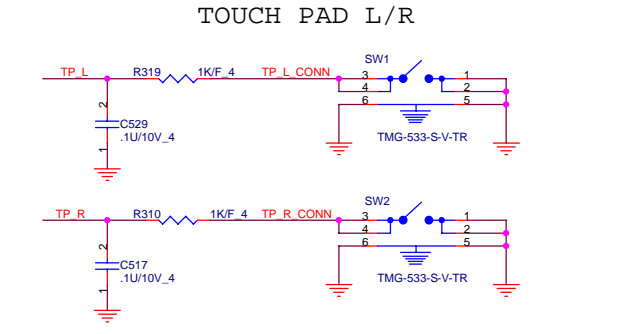 TOUCH PAD L/R
SW1
TP_L R319 1K/F_4 TP_L_CONN 3 1
4 2
6 5
2
C529
.1U/10V_4 TMG-533-S-V-TR
1
SW2
TP_R R310 1K/F_4 TP_R_CONN 3 1
4 2
6 5
2
C517
.1U/10V_4 TMG-533-S-V-TR
1